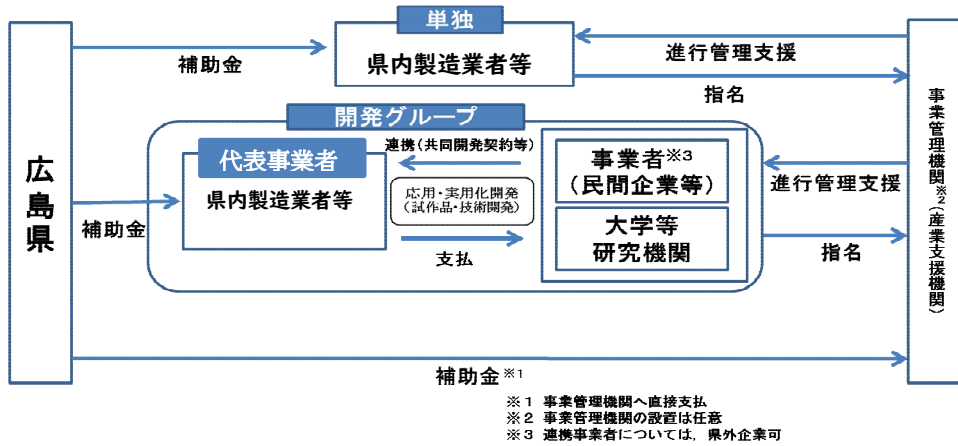 単独
県内製造業者等
補助金
進行管理支援
指名
広島県
開発グループ
代表事業者
県内製造業者等
連携(共同開発契約等)
応用・実用化開発
(試作品・技術開発)
支払
事業者※3
(民間企業等)
大学等
研究機関
補助金
進行管理支援
指名
事業管理機関※2(産業支援機関)
補助金※1
※1 事業管理機関へ直接支払
※2 事業管理機関の設置は任意
※3 連携事業者については,県外企業可